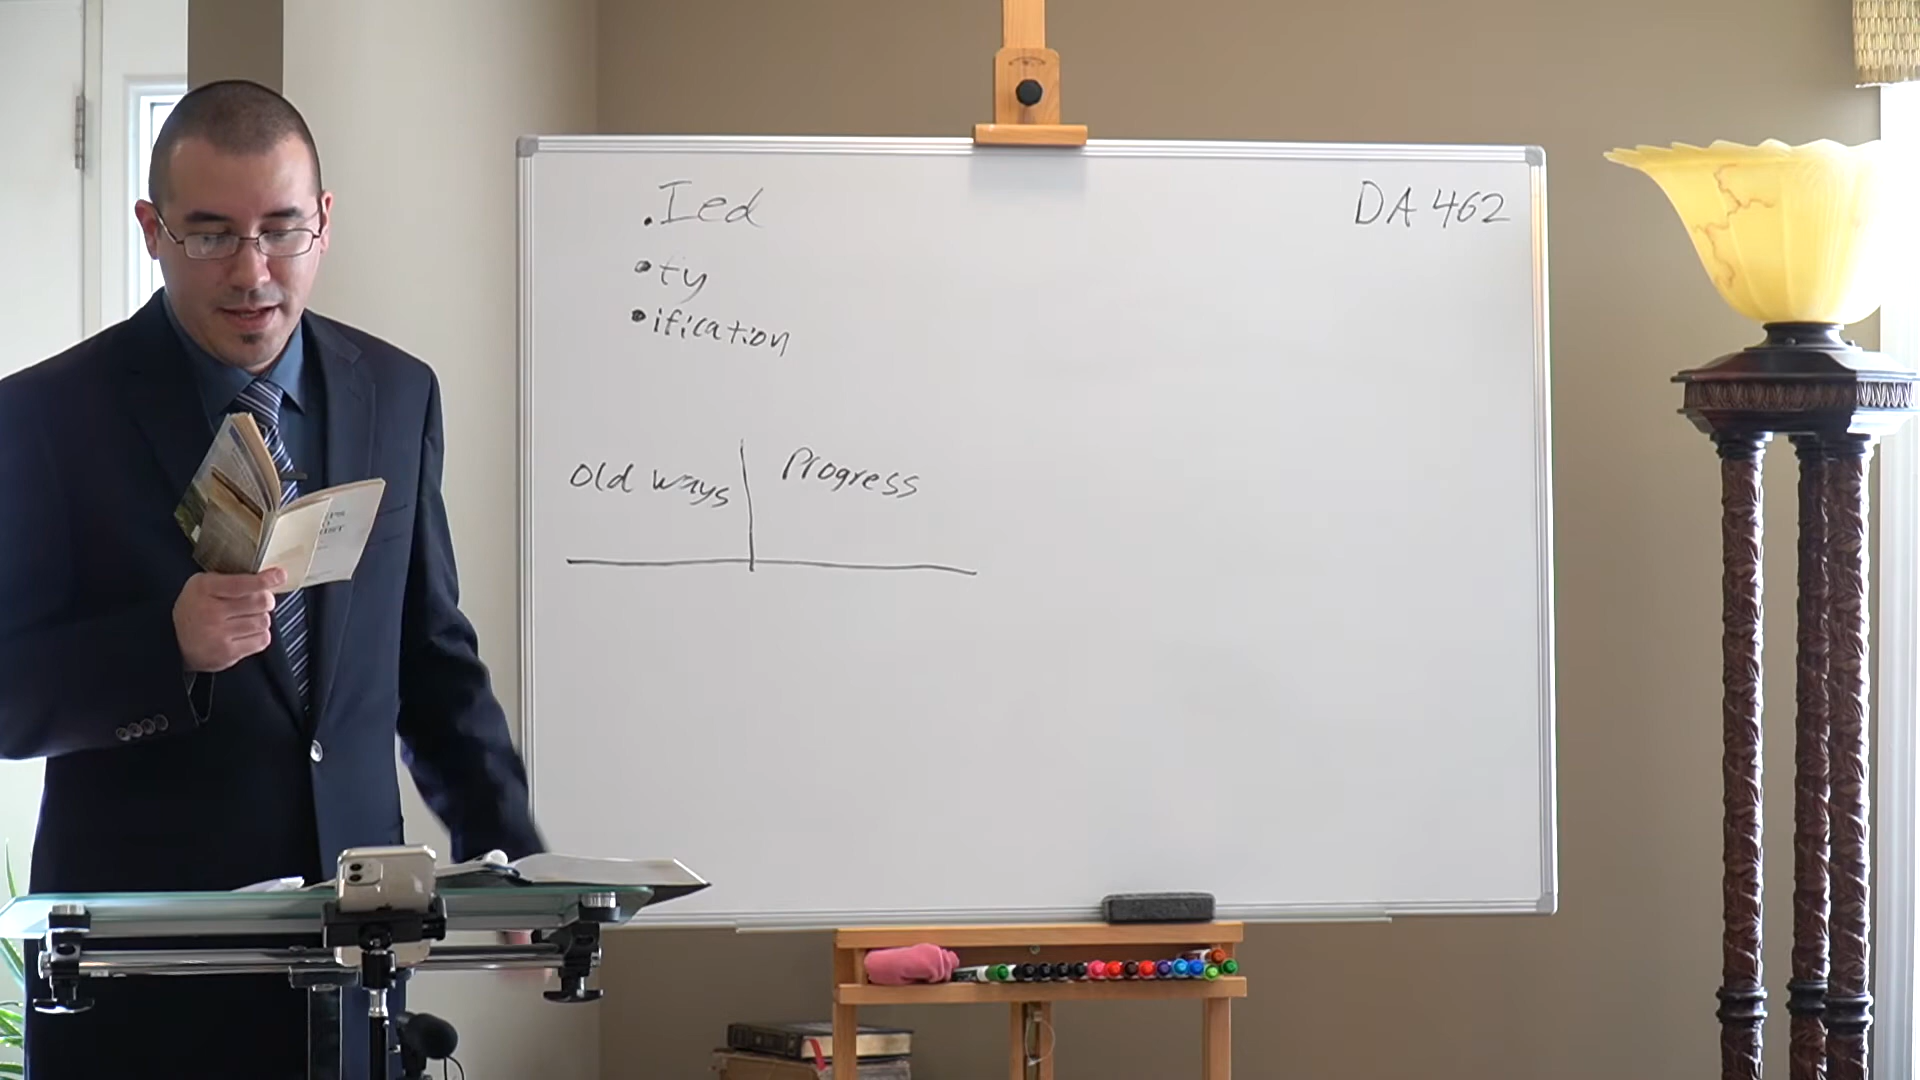 .Ied
DA 462
•ty
•ification
Old ways
Progress